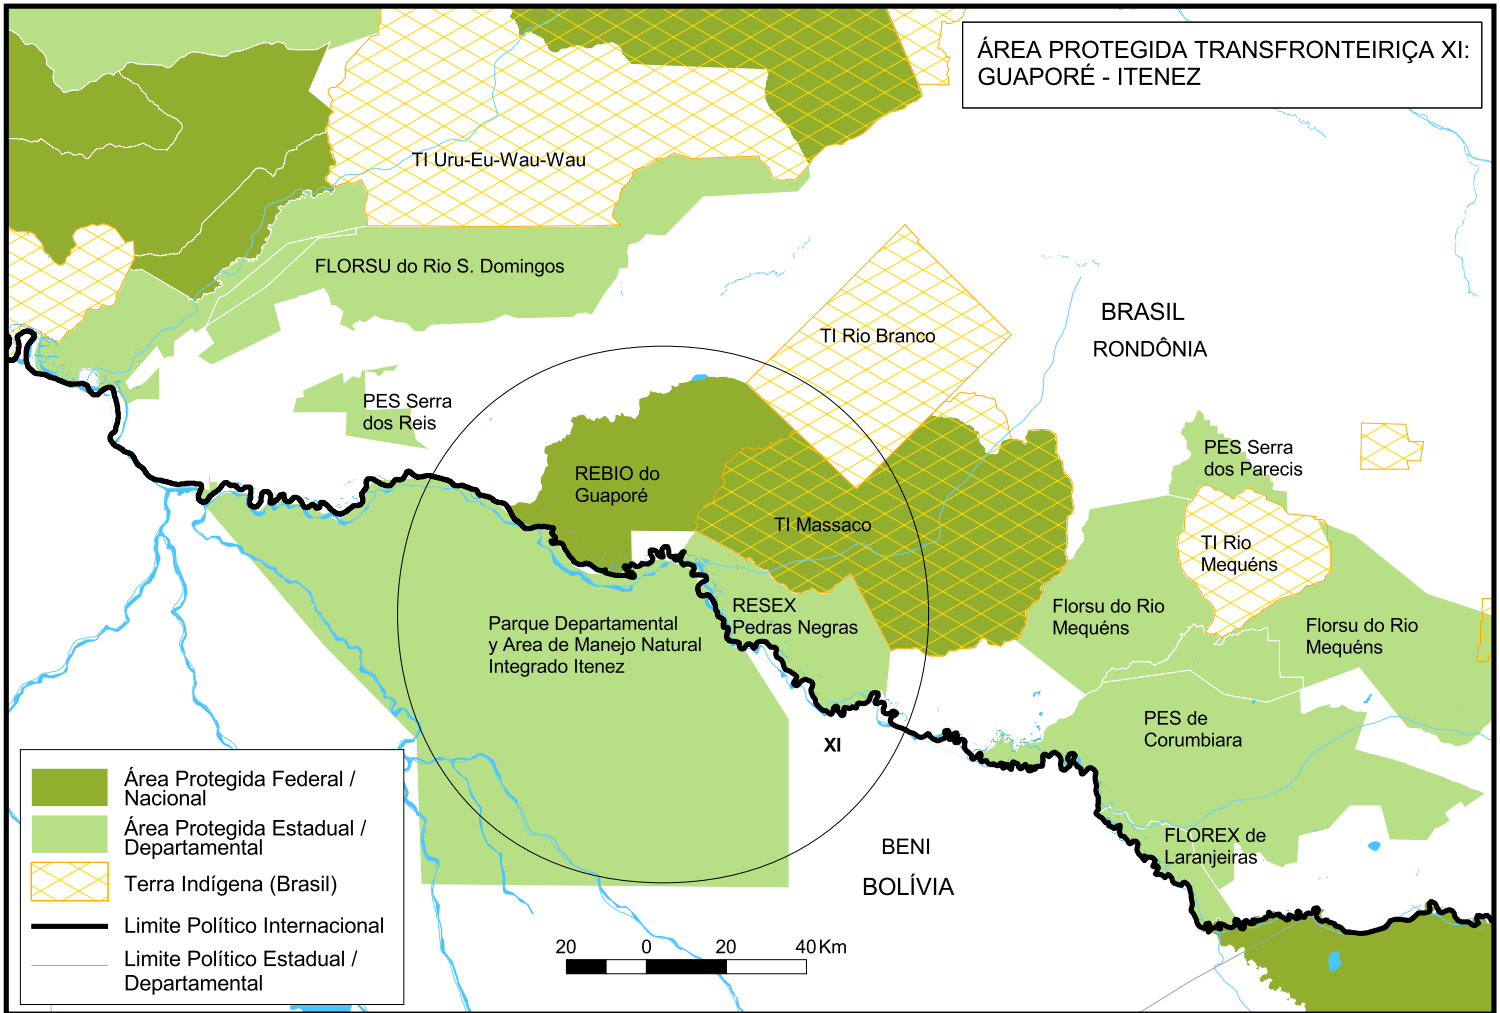 ÁREA PROTEGIDA TRANSFRONTEIRIÇA XI:
GUAPORÉ - ITENEZ
TI Uru-Eu-Wau-Wau
FLORSU do Rio S. Domingos
TI Rio Branco
BRASIL
RONDÔNIA
PES Serra
dos Reis
REBIO do
Guaporé
TI Massaco
PES Serra
dos Parecis
TI Rio
Mequéns
RESEX
Pedras Negras
Florsu do Rio
Mequéns
Florsu do Rio
Mequéns
Parque Departamental
y Area de Manejo Natural
Integrado Itenez
PES de
Corumbiara
XI
FLOREX de
Laranjeiras
BENI
BOLÍVIA
Área Protegida Federal /
Nacional
Área Protegida Estadual /
Departamental
Terra Indígena (Brasil)
Limite Político Internacional
Limite Político Estadual /
Departamental
20 0 20 40 Km